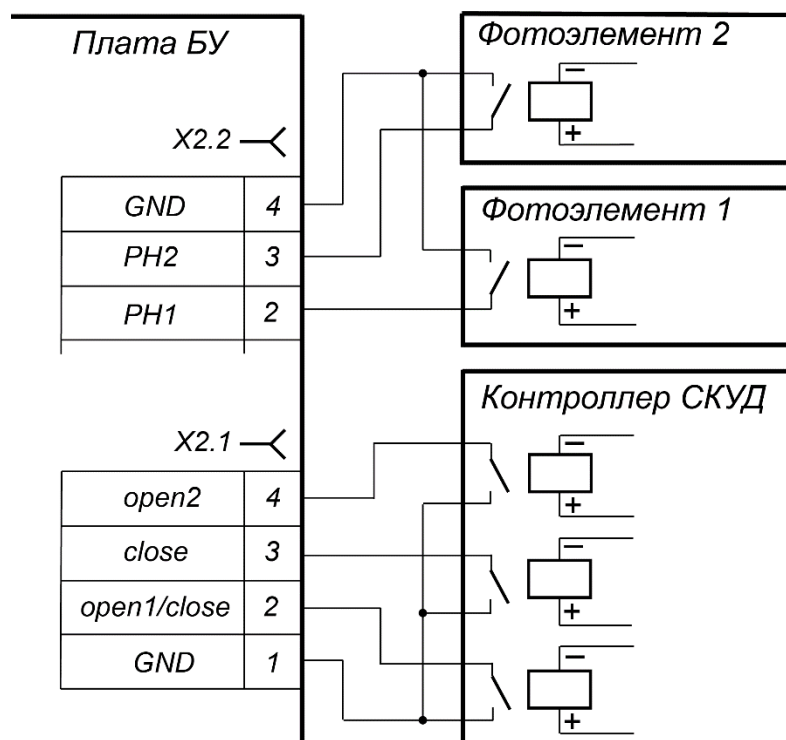 Плата БУ
X2.2
GND 4
PH2 3
PH1 2
X2.1
open2 4
close 3
open1/close 2
GND 1
Фотоэлемент 2
−
+
Фотоэлемент 1
−
+
Контроллер СКУД
−
+
−
+
−
+